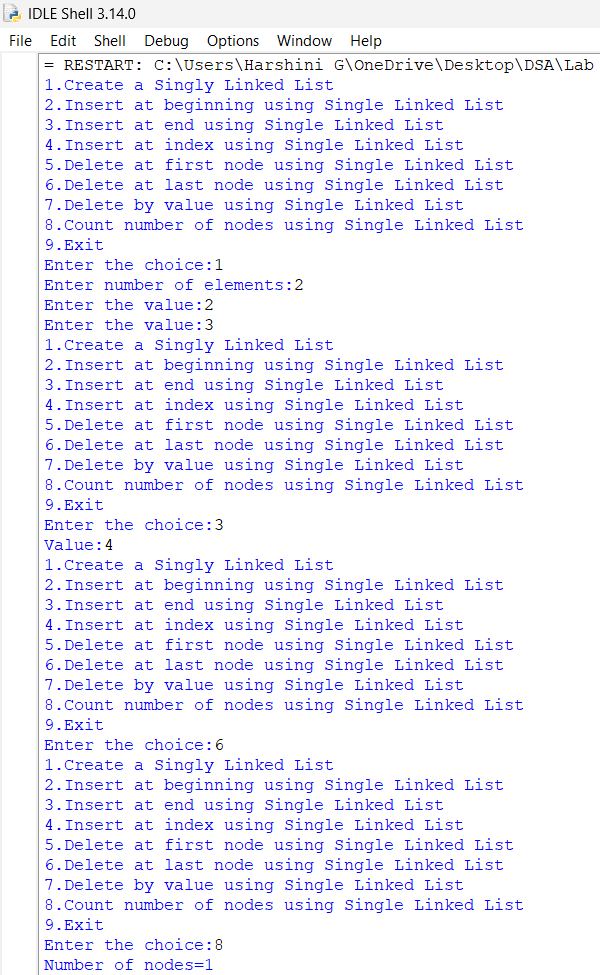 IDLE Shell 3.14.0
File Edit Shell Debug Options Window Help
= RESTART: C:\Users\Harshini G\OneDrive\Desktop\DSA\Lab
1.Create a Singly Linked List
2.Insert at beginning using Single Linked List
3.Insert at end using Single Linked List
4.Insert at index using Single Linked List
5.Delete at first node using Single Linked List
6.Delete at last node using Single Linked List
7.Delete by value using Single Linked List
8.Count number of nodes using Single Linked List
9.Exit
Enter the choice:1
Enter number of elements:2
Enter the value:2
Enter the value:3
1.Create a Singly Linked List
2.Insert at beginning using Single Linked List
3.Insert at end using Single Linked List
4.Insert at index using Single Linked List
5.Delete at first node using Single Linked List
6.Delete at last node using Single Linked List
7.Delete by value using Single Linked List
8.Count number of nodes using Single Linked List
9.Exit
Enter the choice:3
Value:4
1.Create a Singly Linked List
2.Insert at beginning using Single Linked List
3.Insert at end using Single Linked List
4.Insert at index using Single Linked List
5.Delete at first node using Single Linked List
6.Delete at last node using Single Linked List
7.Delete by value using Single Linked List
8.Count number of nodes using Single Linked List
9.Exit
Enter the choice:6
1.Create a Singly Linked List
2.Insert at beginning using Single Linked List
3.Insert at end using Single Linked List
4.Insert at index using Single Linked List
5.Delete at first node using Single Linked List
6.Delete at last node using Single Linked List
7.Delete by value using Single Linked List
8.Count number of nodes using Single Linked List
9.Exit
Enter the choice:8
Number of nodes=1